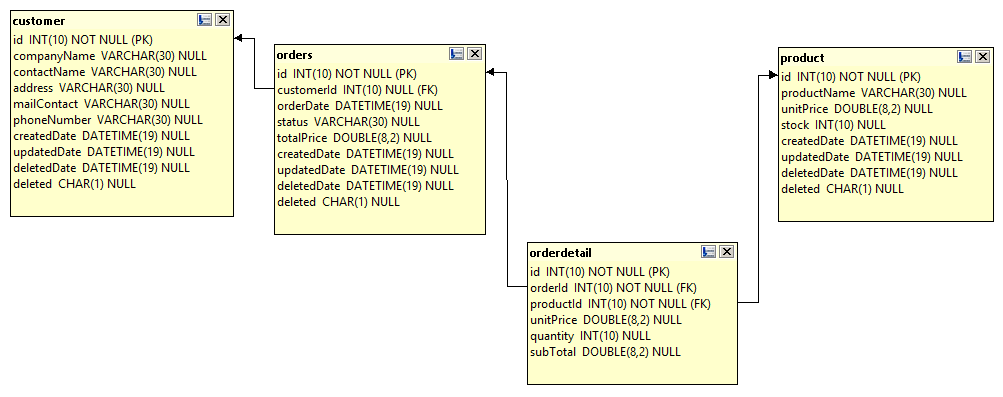 customer
id INT(10) NOT NULL (PK)
companyName VARCHAR(30) NULL
contactName VARCHAR(30) NULL
address VARCHAR(30) NULL
mailContact VARCHAR(30) NULL
phoneNumber VARCHAR(30) NULL
createdDate DATETIME(19) NULL
updatedDate DATETIME(19) NULL
deletedDate DATETIME(19) NULL
deleted CHAR(1) NULL
orders
id INT(10) NOT NULL (PK)
customerId INT(10) NULL (FK)
orderDate DATETIME(19) NULL
status VARCHAR(30) NULL
totalPrice DOUBLE(8,2) NULL
createdDate DATETIME(19) NULL
updatedDate DATETIME(19) NULL
deletedDate DATETIME(19) NULL
deleted CHAR(1) NULL
product
id INT(10) NOT NULL (PK)
productName VARCHAR(30) NULL
unitPrice DOUBLE(8,2) NULL
stock INT(10) NULL
createdDate DATETIME(19) NULL
updatedDate DATETIME(19) NULL
deletedDate DATETIME(19) NULL
deleted CHAR(1) NULL
orderdetail
id INT(10) NOT NULL (PK)
orderId INT(10) NOT NULL (FK)
productId INT(10) NOT NULL (FK)
unitPrice DOUBLE(8,2) NULL
quantity INT(10) NULL
subTotal DOUBLE(8,2) NULL